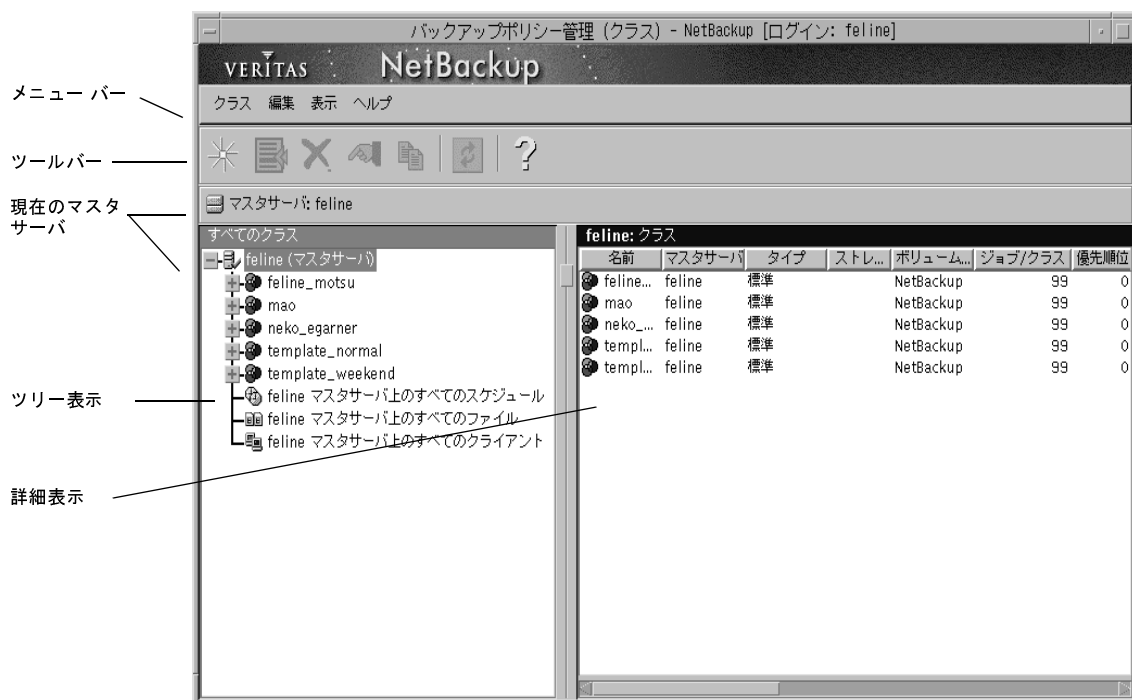 バックアップポリシー管理 (クラス) - NetBackup [ログイン: feline]
VERITAS NetBackup
メニュー バー
クラス 編集 表示 ヘルプ
ツールバー
?
現在のマスタ
サーバ
マスタサーバ: feline
すべてのクラス
feline (マスタサーバ)
feline_motsu
mao
neko_egarner
template_normal
template_weekend
feline マスタサーバ上のすべてのスケジュール
feline マスタサーバ上のすべてのファイル
feline マスタサーバ上のすべてのクライアント
ツリー表示
詳細表示
feline: クラス
名前 マスタサーバ タイプ ストレ... ボリューム... ジョブ/クラス 優先順位
feline... feline 標準 NetBackup 99 0
mao feline 標準 NetBackup 99 0
neko_... feline 標準 NetBackup 99 0
templ... feline 標準 NetBackup 99 0
templ... feline 標準 NetBackup 99 0